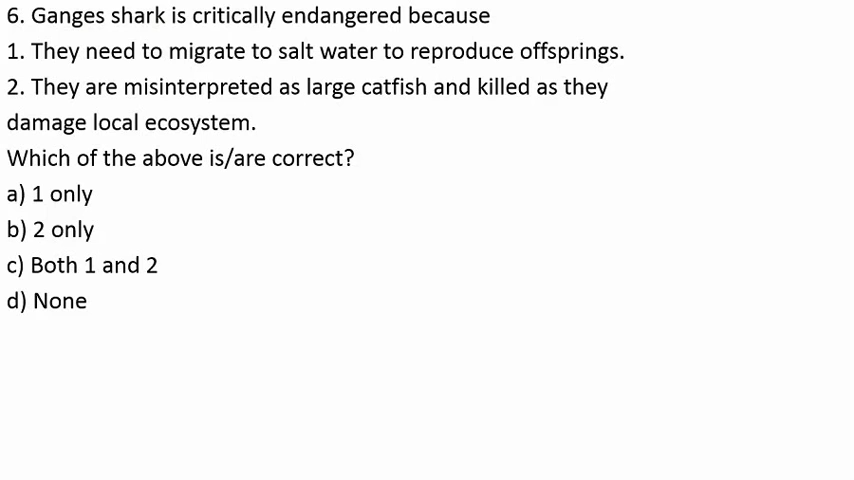 6. Ganges shark is critically endangered because
1. They need to migrate to salt water to reproduce offsprings.
2. They are misinterpreted as large catfish and killed as they
damage local ecosystem.
Which of the above is/are correct?
a) 1 only
b) 2 only
c) Both 1 and 2
d) None